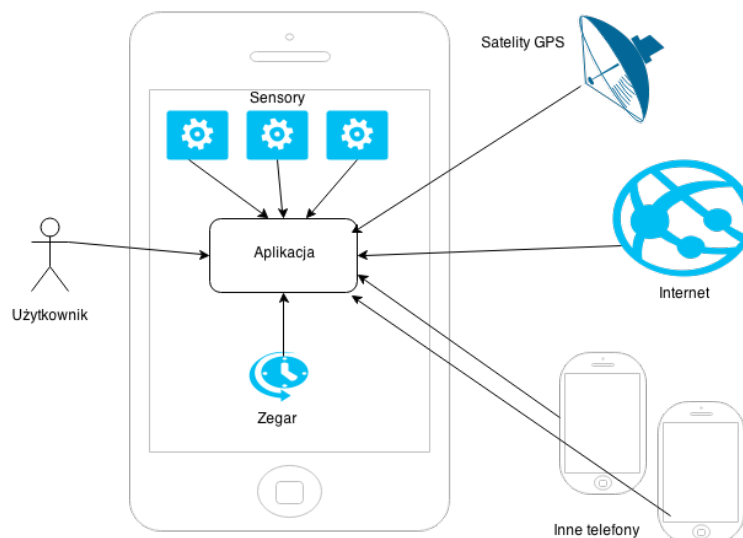 Satelity GPS
Sensory
Aplikacja
Użytkownik
Internet
Zegar
Inne telefony